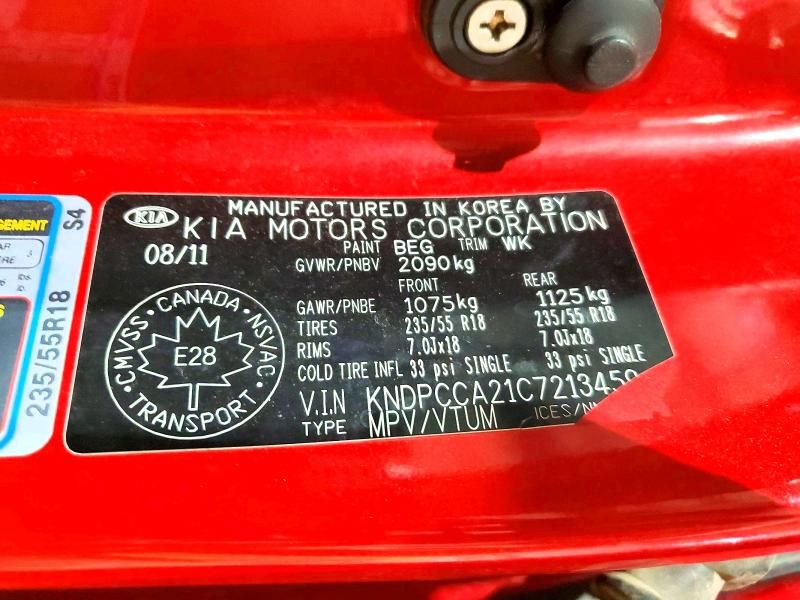 MANUFACTURED IN KOREA BY
KIA KIA MOTORS CORPORATION
08/11 PAINT BEG TRIM WK
GVWR/PNBV 2090kg
FRONT REAR
GAWR/PNBE 1075kg 1125kg
TIRES 235/55 R18 235/55 R18
RIMS 7.0Jx18 7.0Jx18
COLD TIRE INFL 33 psi SINGLE 33 psi SINGLE
V.I.N KNDPCCA21C721345
TYPE MPV/VTUM ICES/N
CMVSS · CANADA · NSVAC · TRANSPORT ·
E28
235/55R18 S4